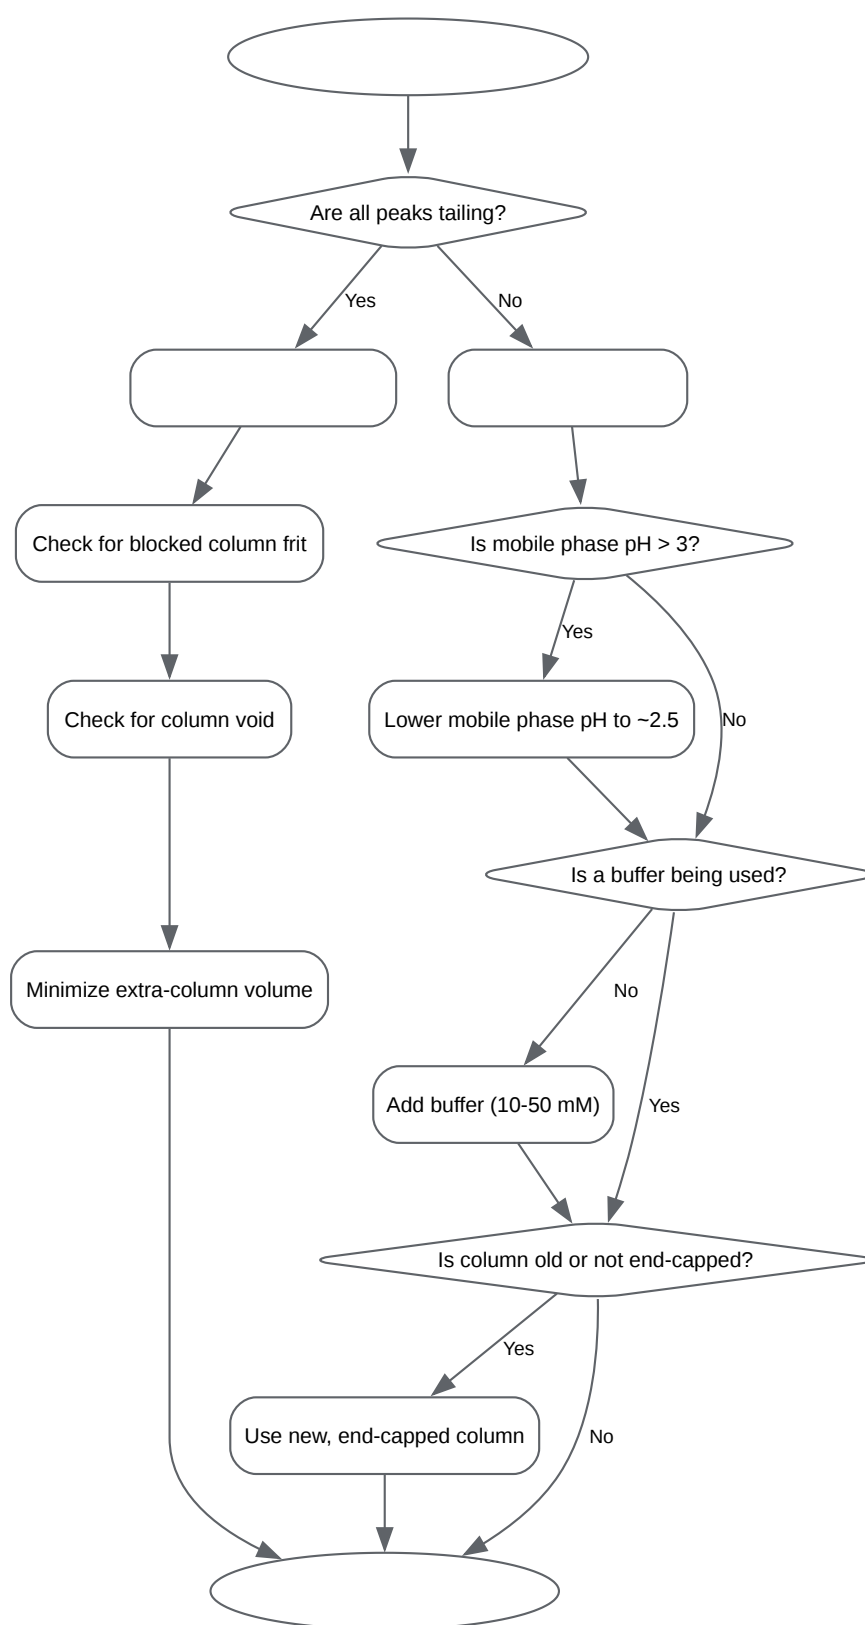 Are all peaks tailing?
Yes
No
Check for blocked column frit
Is mobile phase pH > 3?
Yes
Check for column void
Lower mobile phase pH to ~2.5
No
Is a buffer being used?
Minimize extra-column volume
No
Add buffer (10-50 mM)
Yes
Is column old or not end-capped?
Yes
Use new, end-capped column
No